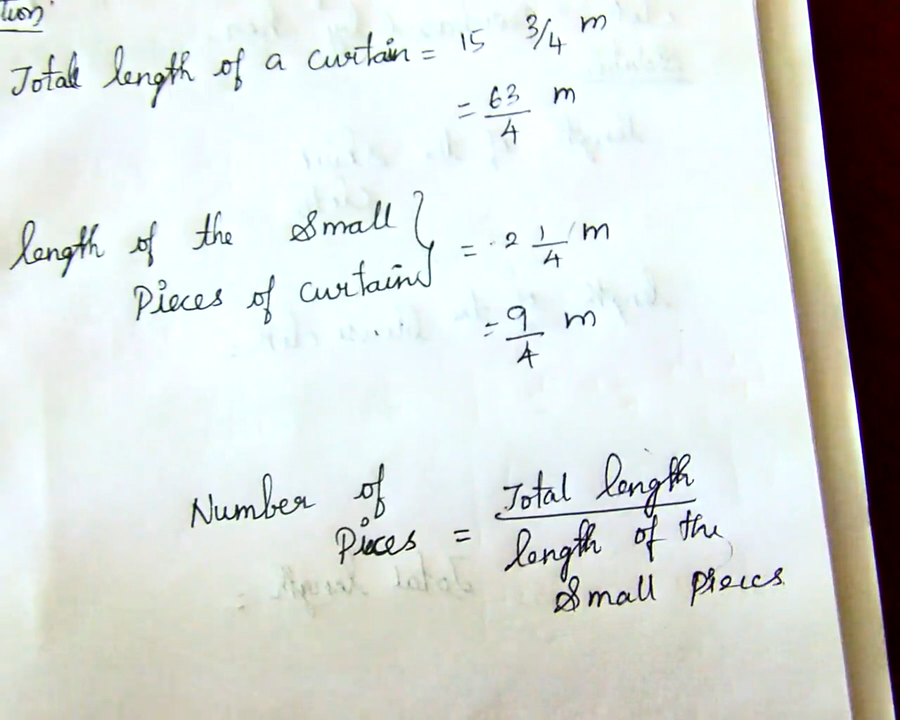 tion
Total length of a curtain = 15 3/4 m
= 63/4 m
length of the small
Pieces of curtains } = 2 1/4 m
= 9/4 m
Number of
Pieces = Total length / length of the
small pieces